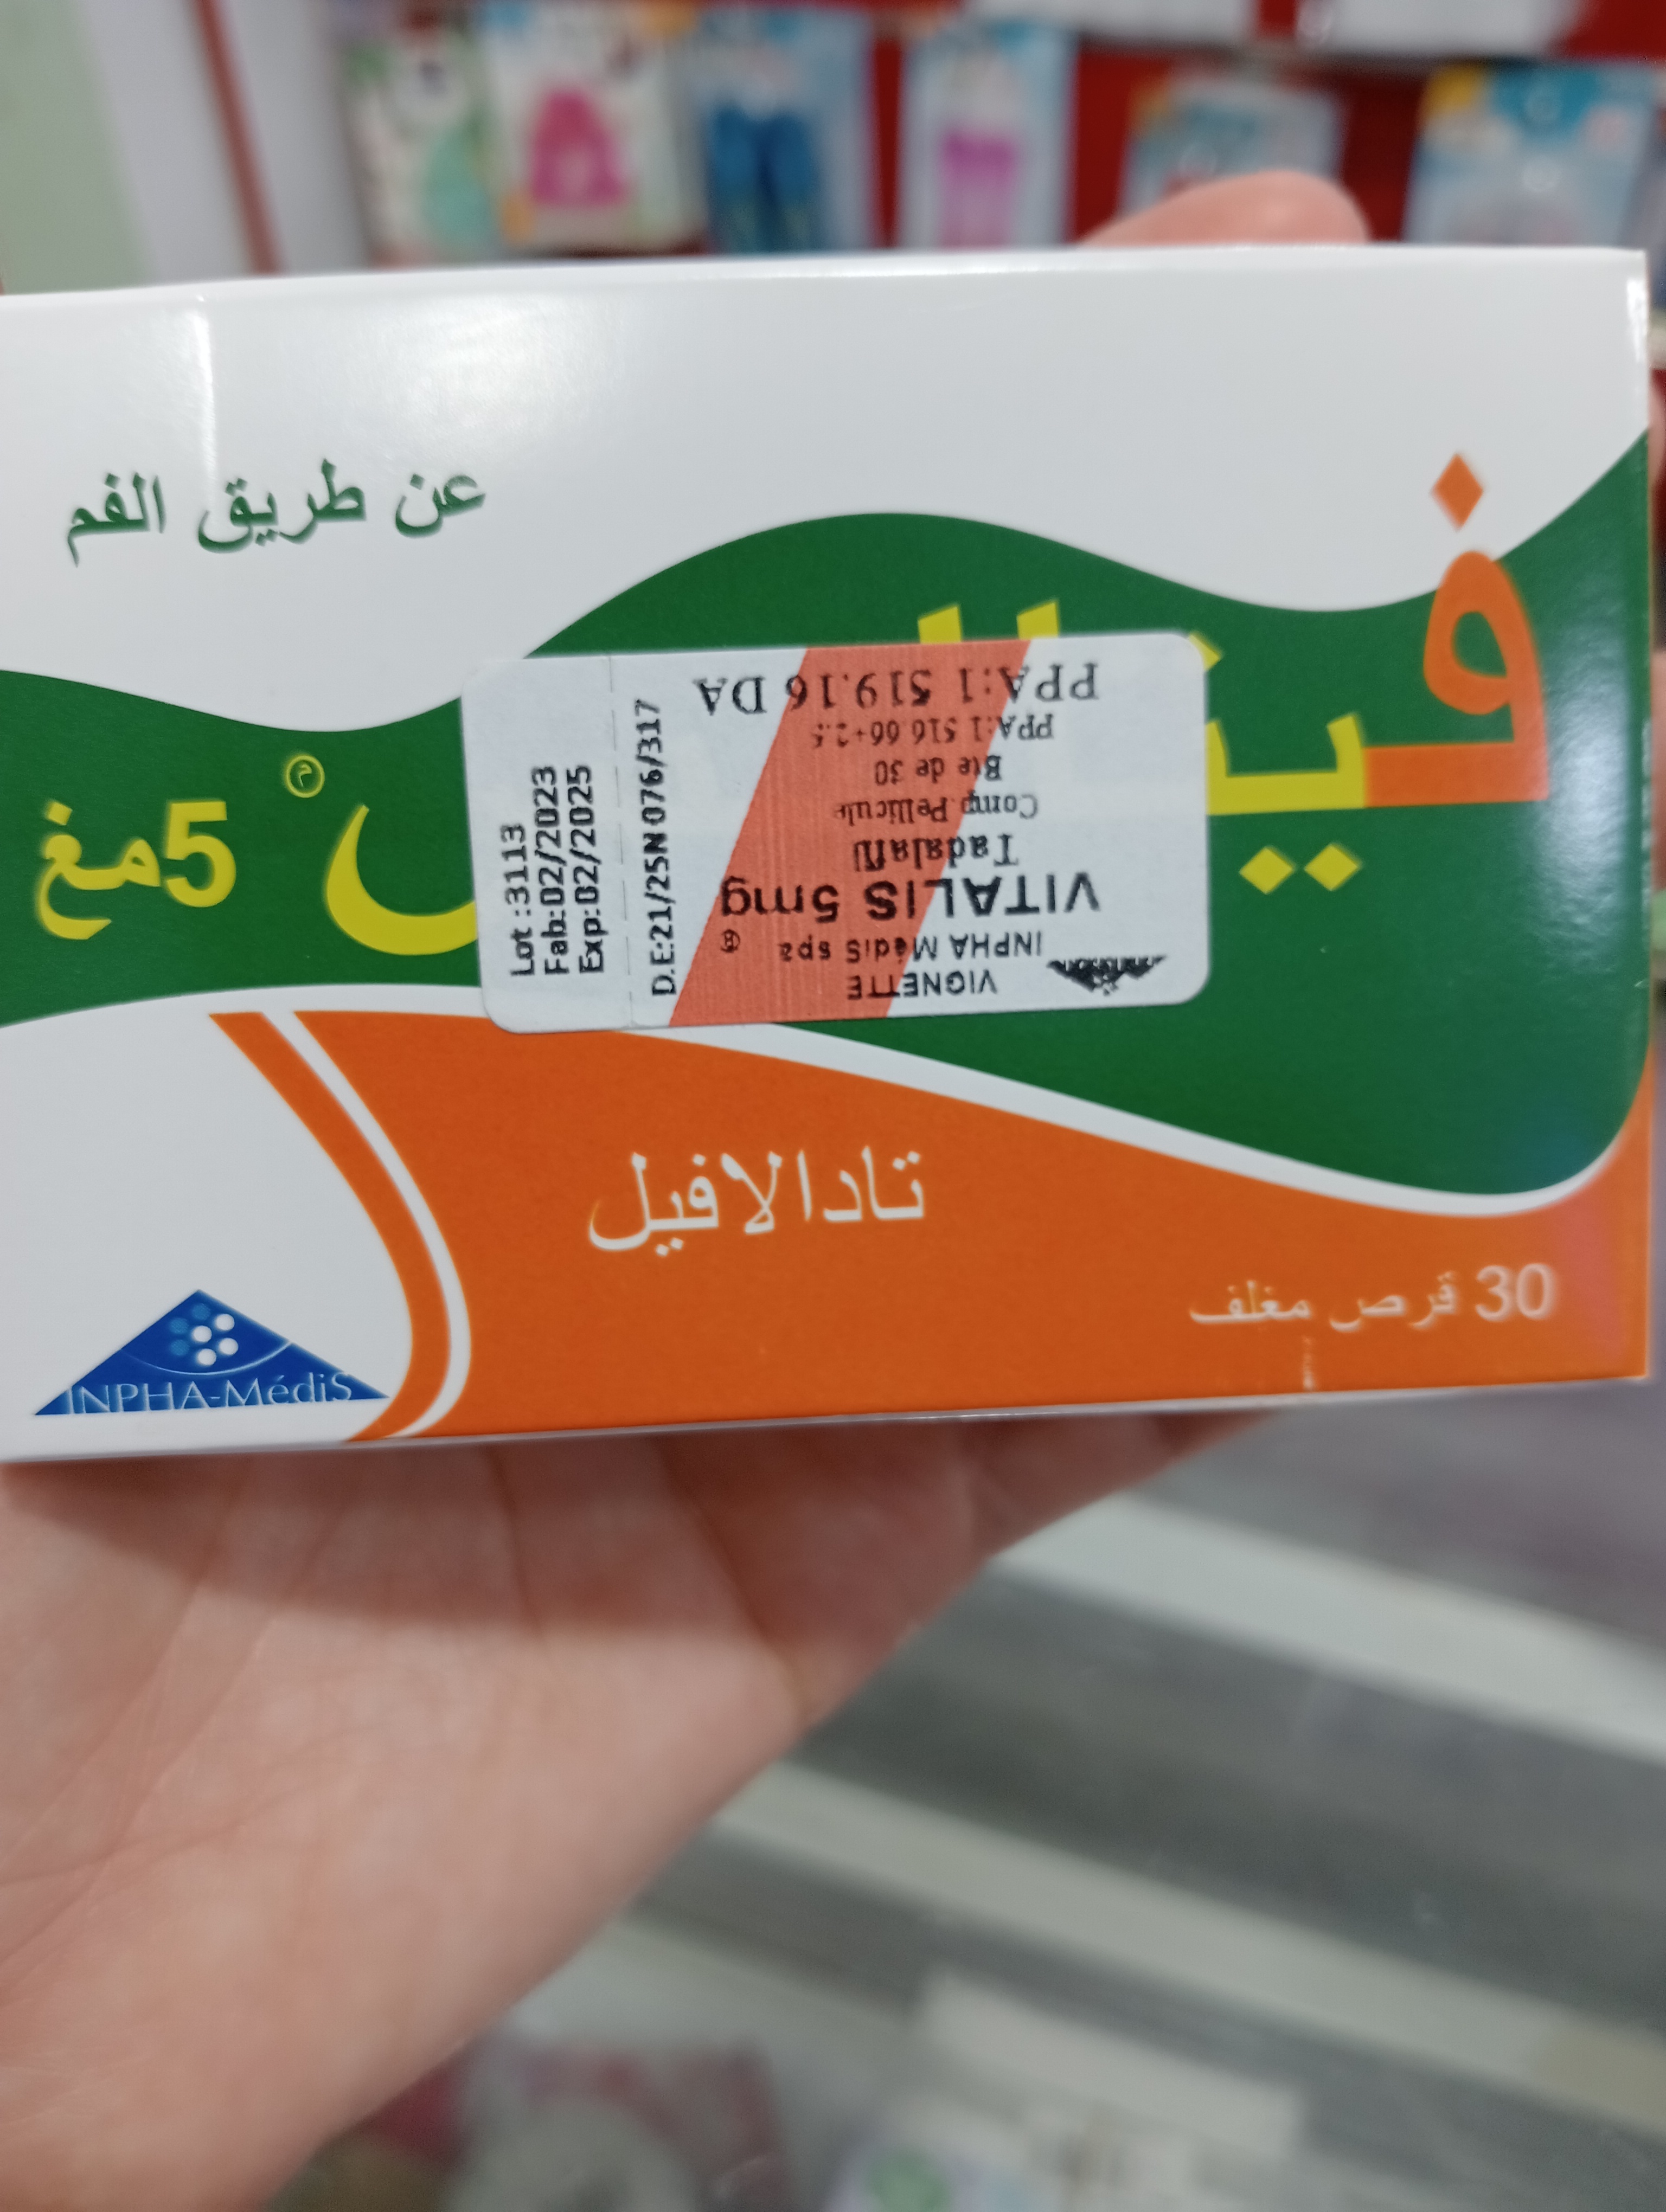 عن طريق الفم
5مغ
VIGNETTE
INPHA MédiS spa ®
VITALIS 5mg
Tadalafil
Comp.Pellicule
Bte de 30
PPA:1 516.66+2.5
PPA:1 519.16 DA
D.E:21/25N076/317
Lot :3113
Fab:02/2023
Exp:02/2025
تادالافيل
30 قرص مغلف
INPHA-MédiS